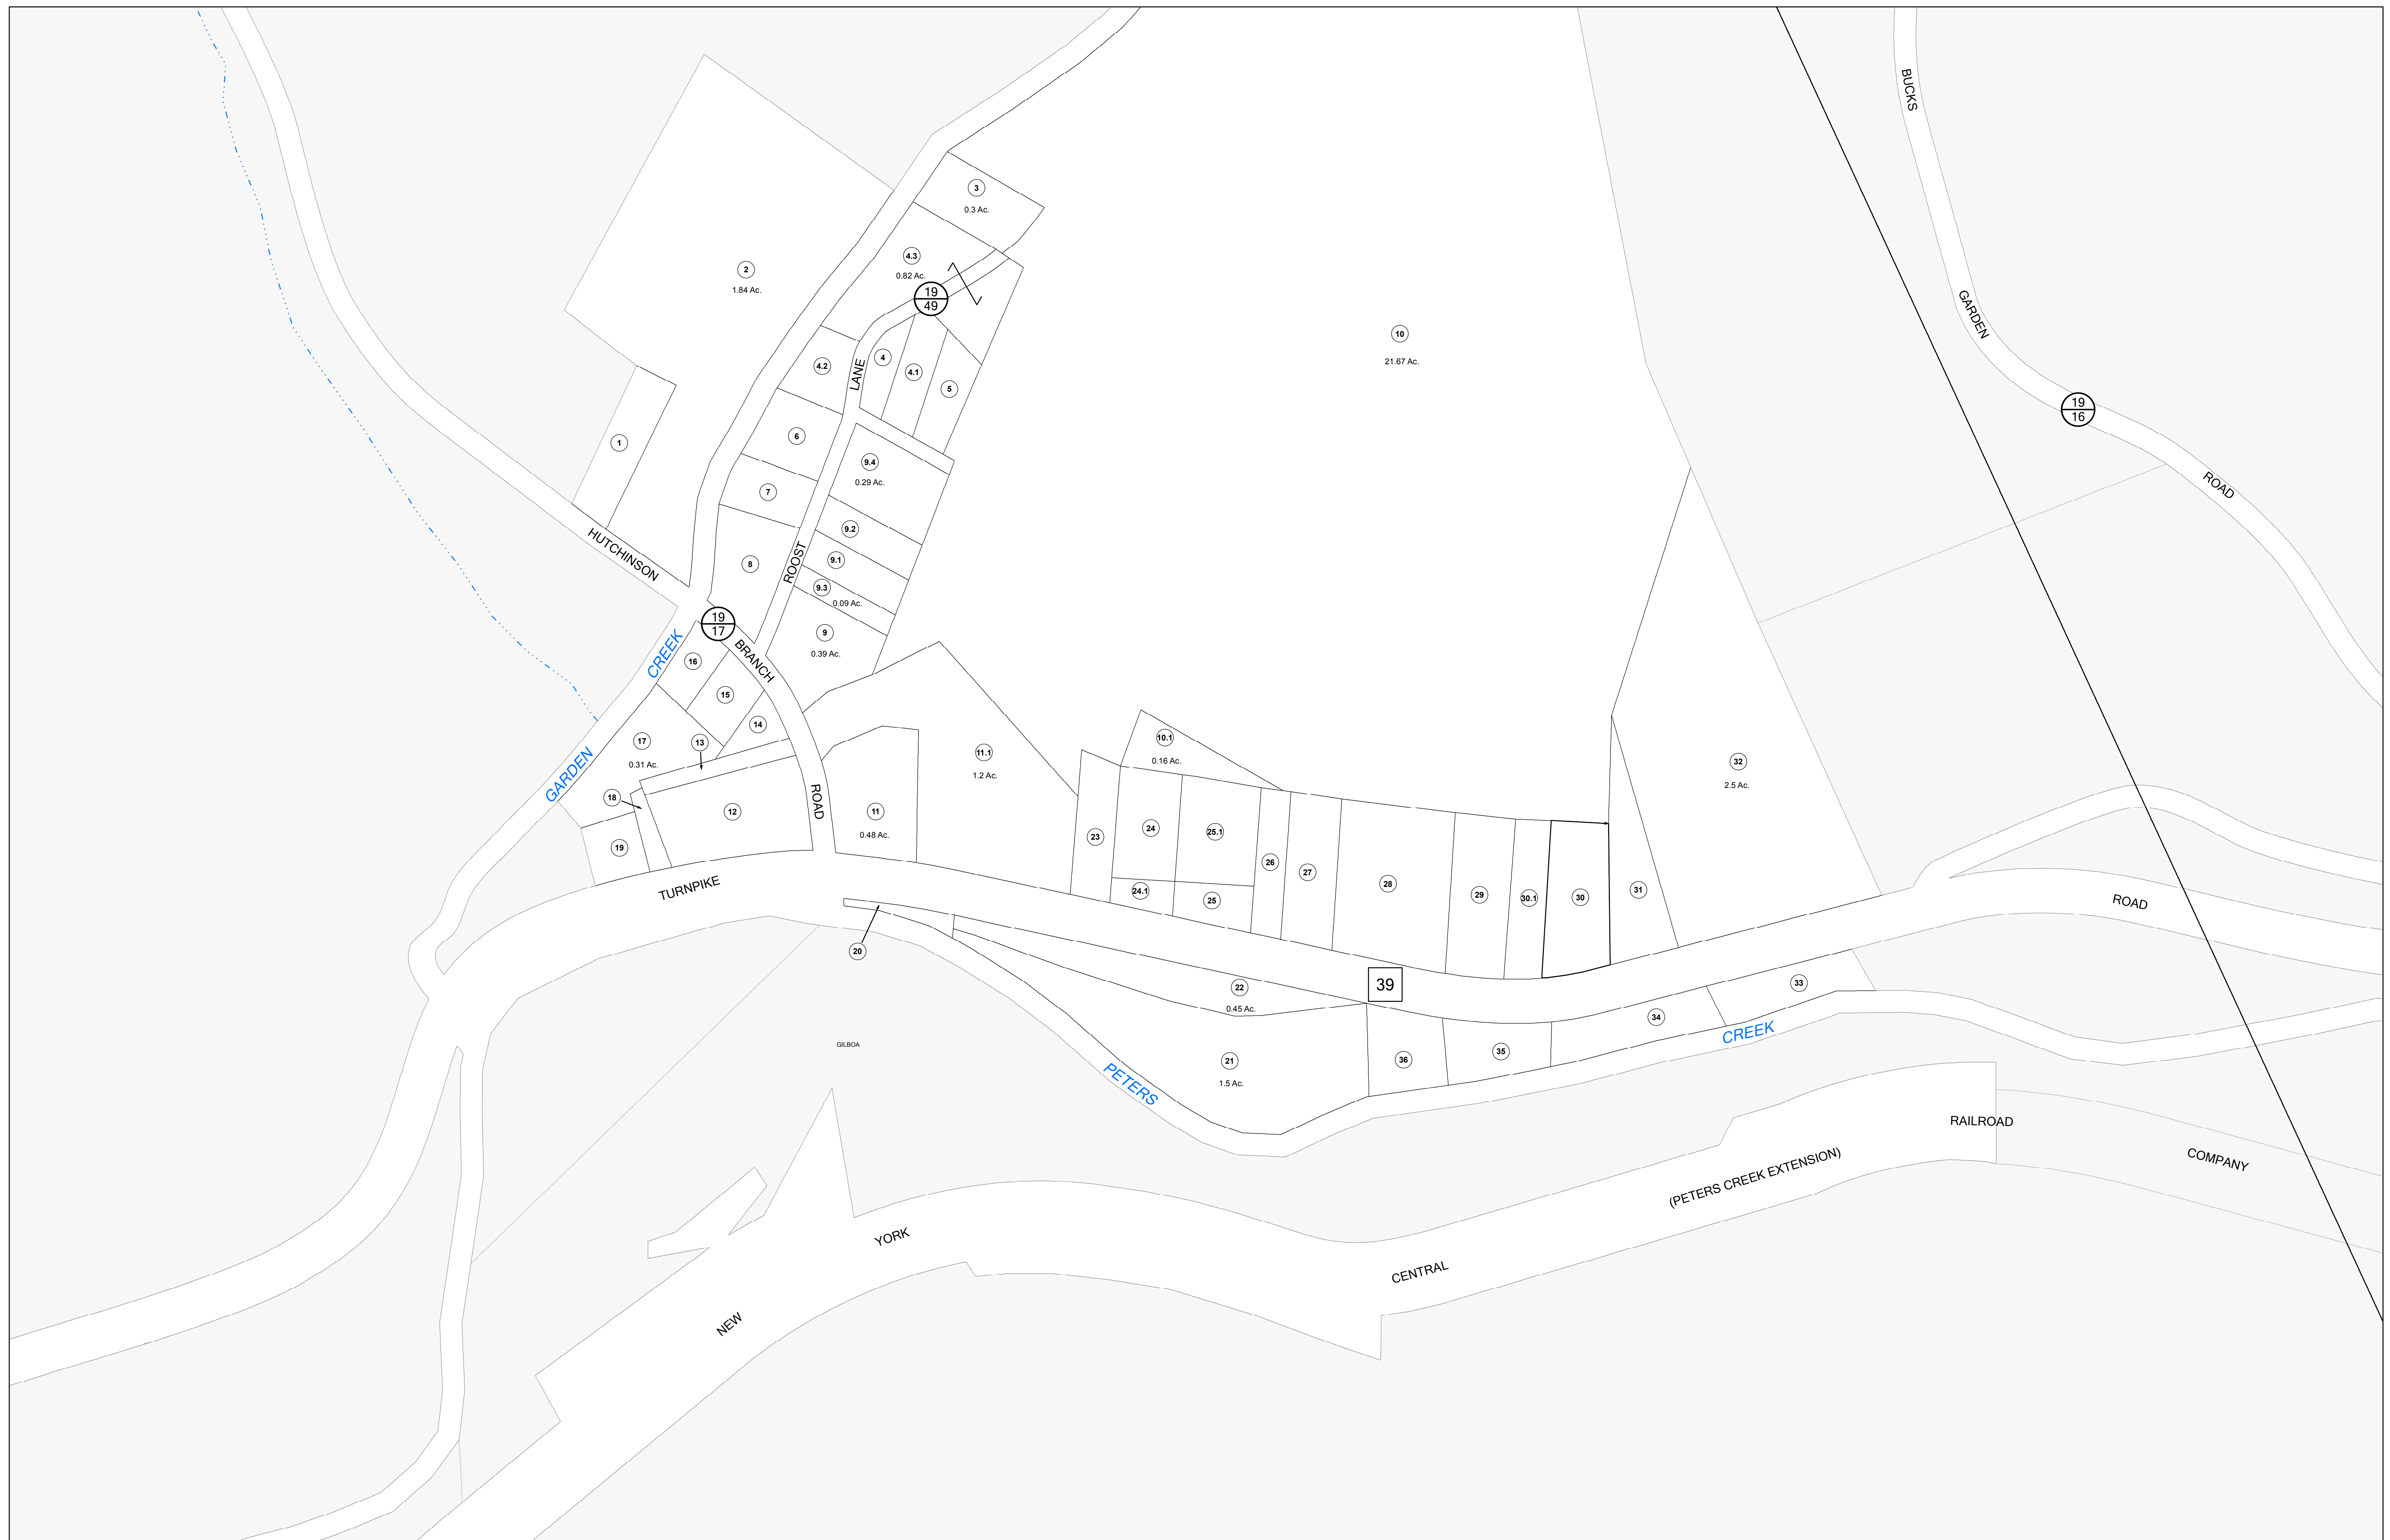 BUCKS
3
0.3 Ac.
4.3
0.82 Ac.
2
1.84 Ac.
19
49
GARDEN
10
21.67 Ac.
4
4.2
4.1
LANE
5
19
16
6
1
9.4
0.29 Ac.
7
ROAD
9.2
HUTCHINSON
9.1
8
ROOST
9.3
0.09 Ac.
19
17
9
0.39 Ac.
CREEK
16
BRANCH
15
14
10.1
0.16 Ac.
17
0.31 Ac.
13
11.1
1.2 Ac.
32
2.5 Ac.
GARDEN
18
12
ROAD
11
0.48 Ac.
23
24
25.1
19
26
27
28
TURNPIKE
24.1
25
29
30.1
30
31
ROAD
20
39
22
0.45 Ac.
33
34
CREEK
GILBOA
21
1.5 Ac.
36
35
PETERS
RAILROAD
COMPANY
(PETERS CREEK EXTENSION)
YORK
CENTRAL
NEW